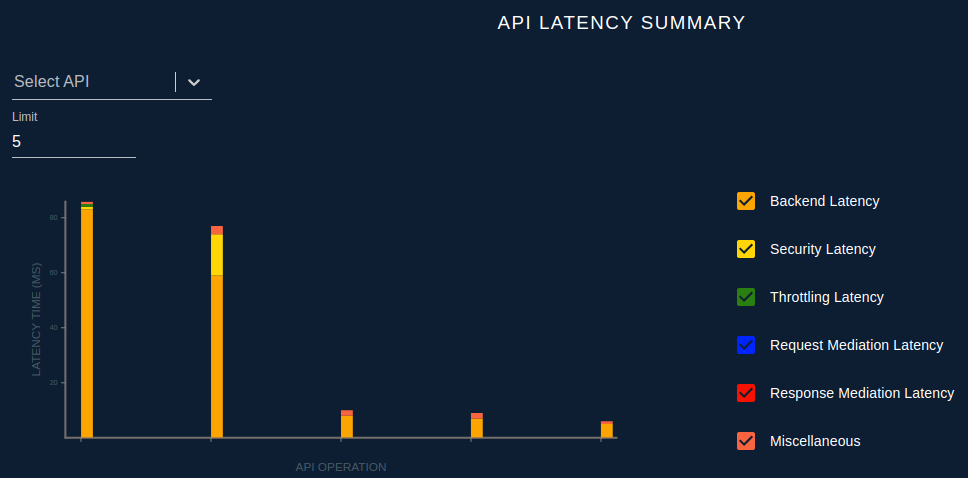 API LATENCY SUMMARY
Select API
Limit
5
80
60
40
20
LATENCY TIME (MS)
API OPERATION
Backend Latency
Security Latency
Throttling Latency
Request Mediation Latency
Response Mediation Latency
Miscellaneous